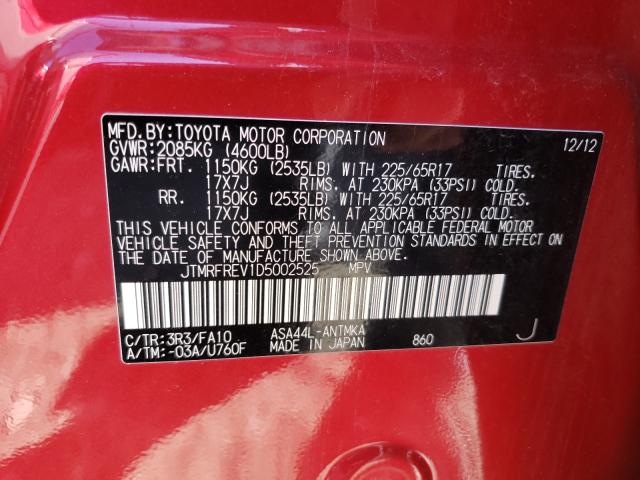 MFD.BY:TOYOTA MOTOR CORPORATION 12/12
GVWR:2085KG (4600LB)
GAWR:FRT. 1150KG (2535LB) WITH 225/65R17 TIRES.
17X7J RIMS. AT 230KPA (33PSI) COLD.
RR. 1150KG (2535LB) WITH 225/65R17 TIRES.
17X7J RIMS. AT 230KPA (33PSI) COLD.
THIS VEHICLE CONFORMS TO ALL APPLICABLE FEDERAL MOTOR
VEHICLE SAFETY AND THEFT PREVENTION STANDARDS IN EFFECT ON
THE DATE OF MANUFACTURE SHOWN ABOVE.
JTMRFREV1D5002525 MPV
C/TR:3R3/FA10 ASA44L-ANTMKA
A/TM:-03A/U760F MADE IN JAPAN 860 J